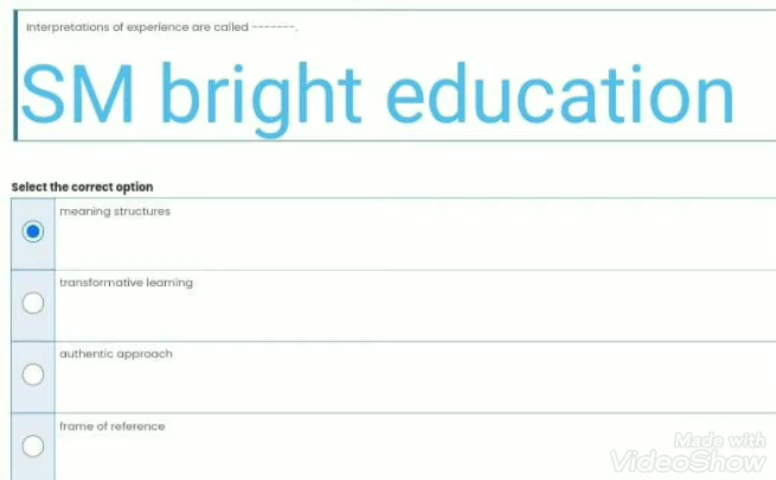 Interpretations of experience are called -------.
SM bright education
Select the correct option
meaning structures
transformative learning
authentic approach
frame of reference
Made with
VideoShow